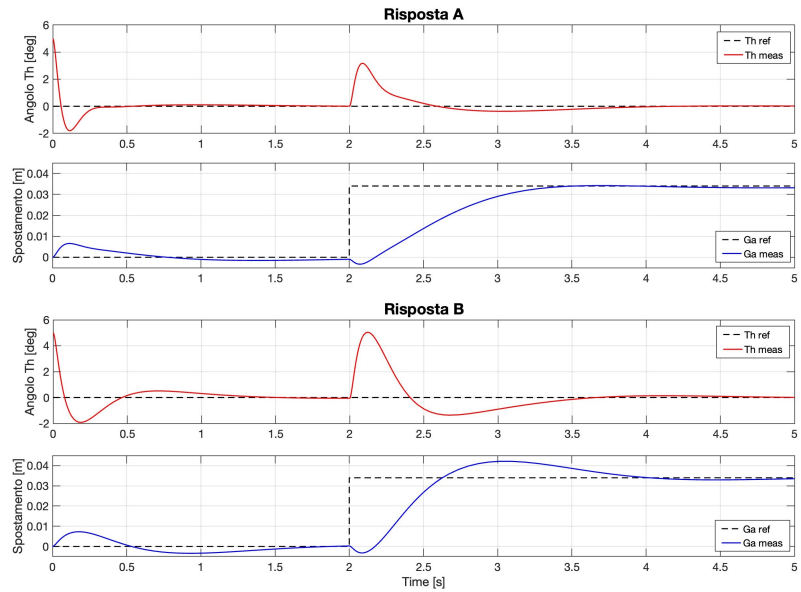 Risposta A
Angolo Th [deg]
6
4
2
0
-2
Th ref
Th meas
0 0.5 1 1.5 2 2.5 3 3.5 4 4.5 5
Spostamento [m]
0.04
0.03
0.02
0.01
0
Ga ref
Ga meas
0 0.5 1 1.5 2 2.5 3 3.5 4 4.5 5
Risposta B
Angolo Th [deg]
6
4
2
0
-2
Th ref
Th meas
0 0.5 1 1.5 2 2.5 3 3.5 4 4.5 5
Spostamento [m]
0.04
0.03
0.02
0.01
0
Ga ref
Ga meas
0 0.5 1 1.5 2 2.5 3 3.5 4 4.5 5
Time [s]